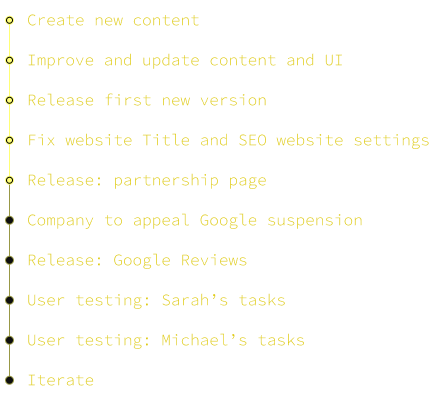 Create new content
Improve and update content and UI
Release first new version
Fix website Title and SEO website settings
Release: partnership page
Company to appeal Google suspension
Release: Google Reviews
User testing: Sarah’s tasks
User testing: Michael’s tasks
Iterate